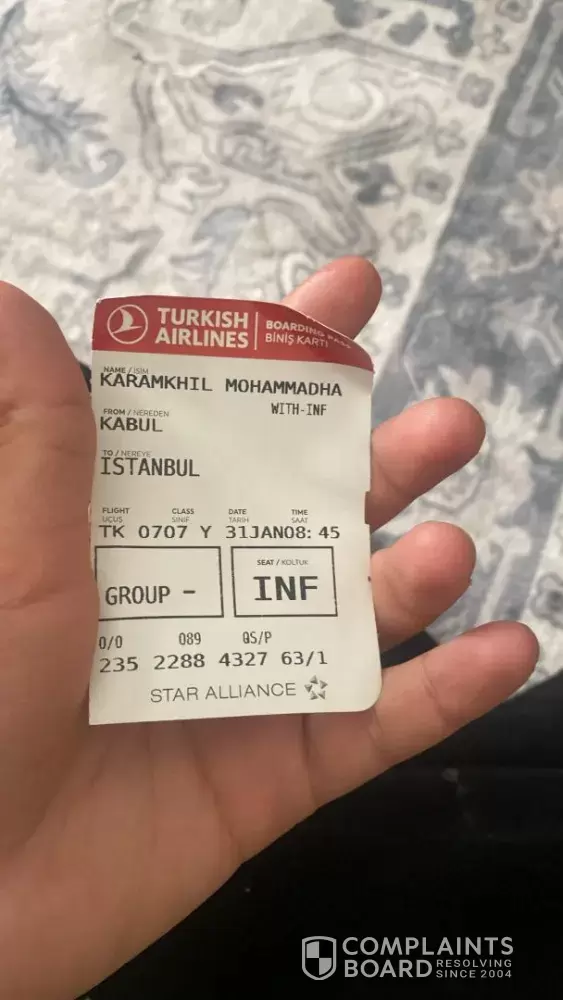 TURKISH AIRLINES
BOARDING PASS
BİNİŞ KARTI
NAME / İSİM
KARAMKHIL MOHAMMADHA
WITH-INF
FROM / NEREDEN
KABUL
TO / NEREYE
ISTANBUL
FLIGHT CLASS DATE TIME
UÇUŞ SINIF TARİH SAAT
TK 0707 Y 31JAN08:45
SEAT / KOLTUK
GROUP - INF
0/0 089 QS/P
235 2288 4327 63/1
STAR ALLIANCE
COMPLAINTS
BOARD RESOLVING SINCE 2004